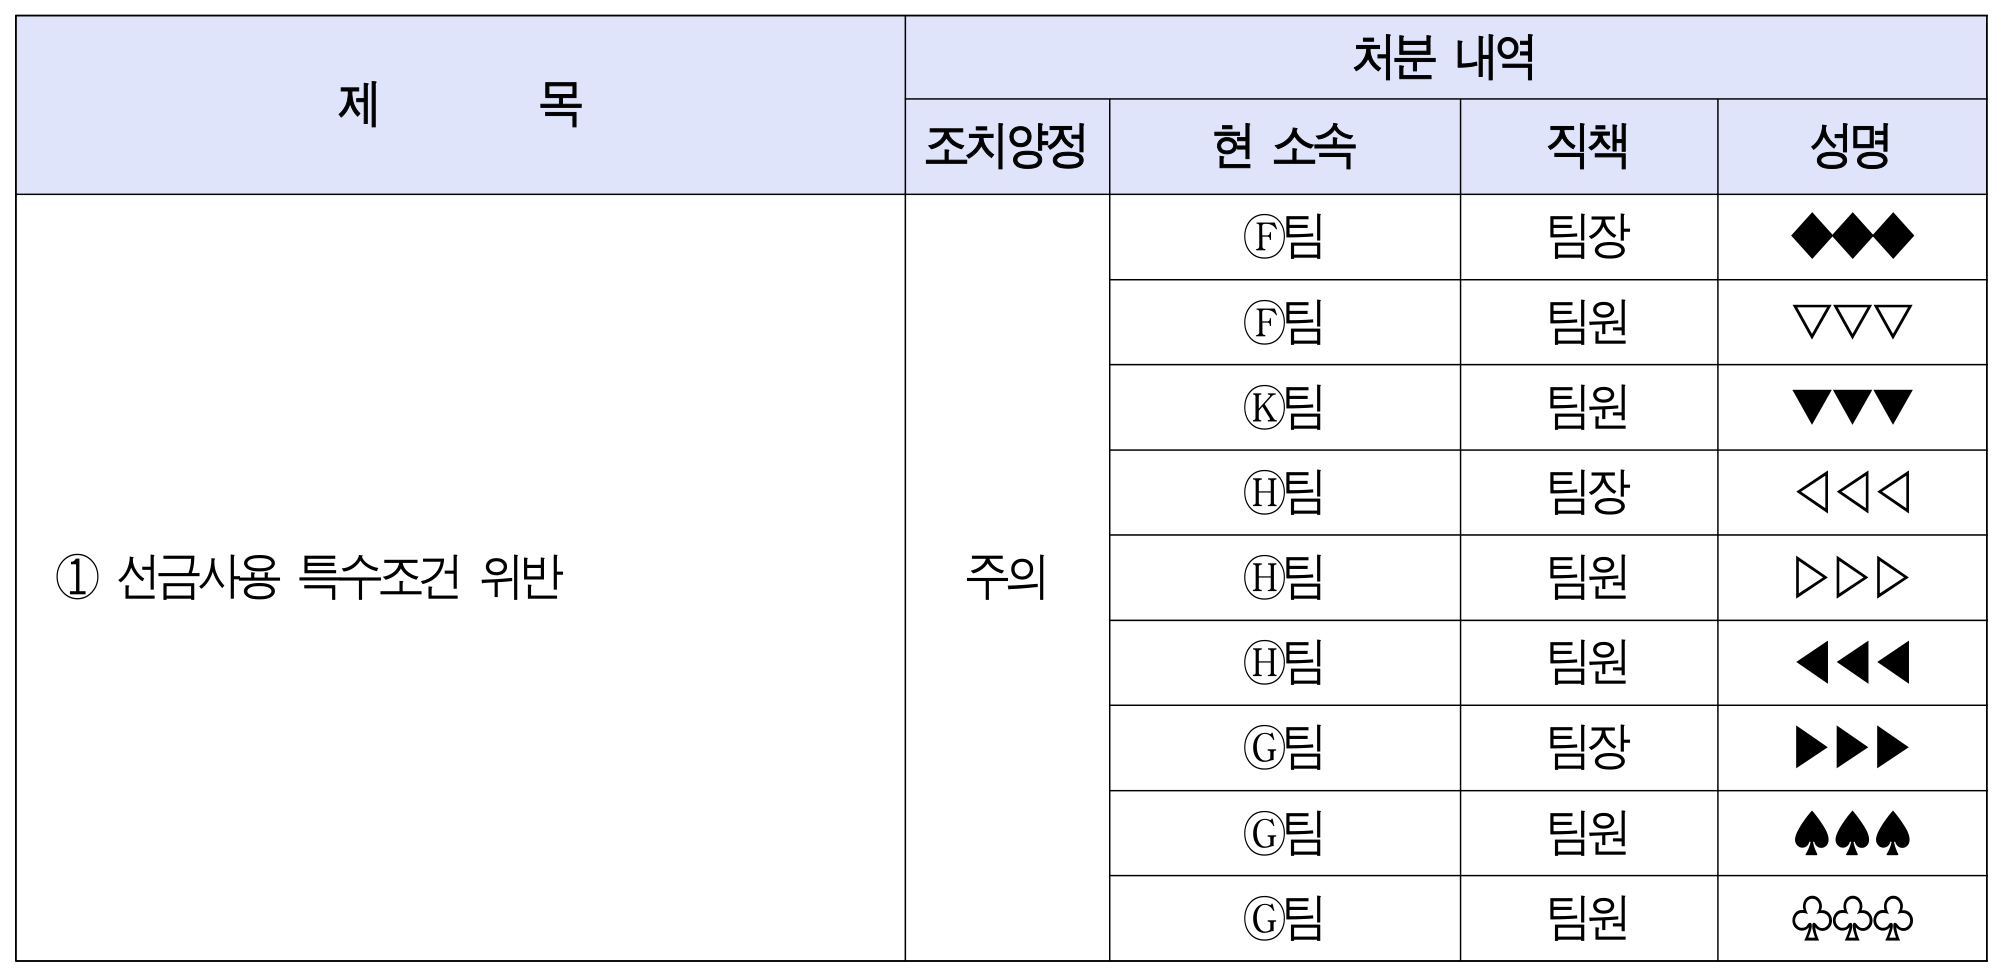 제 목 처분 내역
조치양정 현 소속 직책 성명
Ⓕ팀 팀장 ◆◆◆
Ⓕ팀 팀원 ▽▽▽
Ⓚ팀 팀원 ▼▼▼
Ⓗ팀 팀장 ◁◁◁
① 선금사용 특수조건 위반 주의 Ⓗ팀 팀원 ▷▷▷
Ⓗ팀 팀원 ◀◀◀
Ⓖ팀 팀장 ▶▶▶
Ⓖ팀 팀원 ♠♠♠
Ⓖ팀 팀원 ♧♧♧